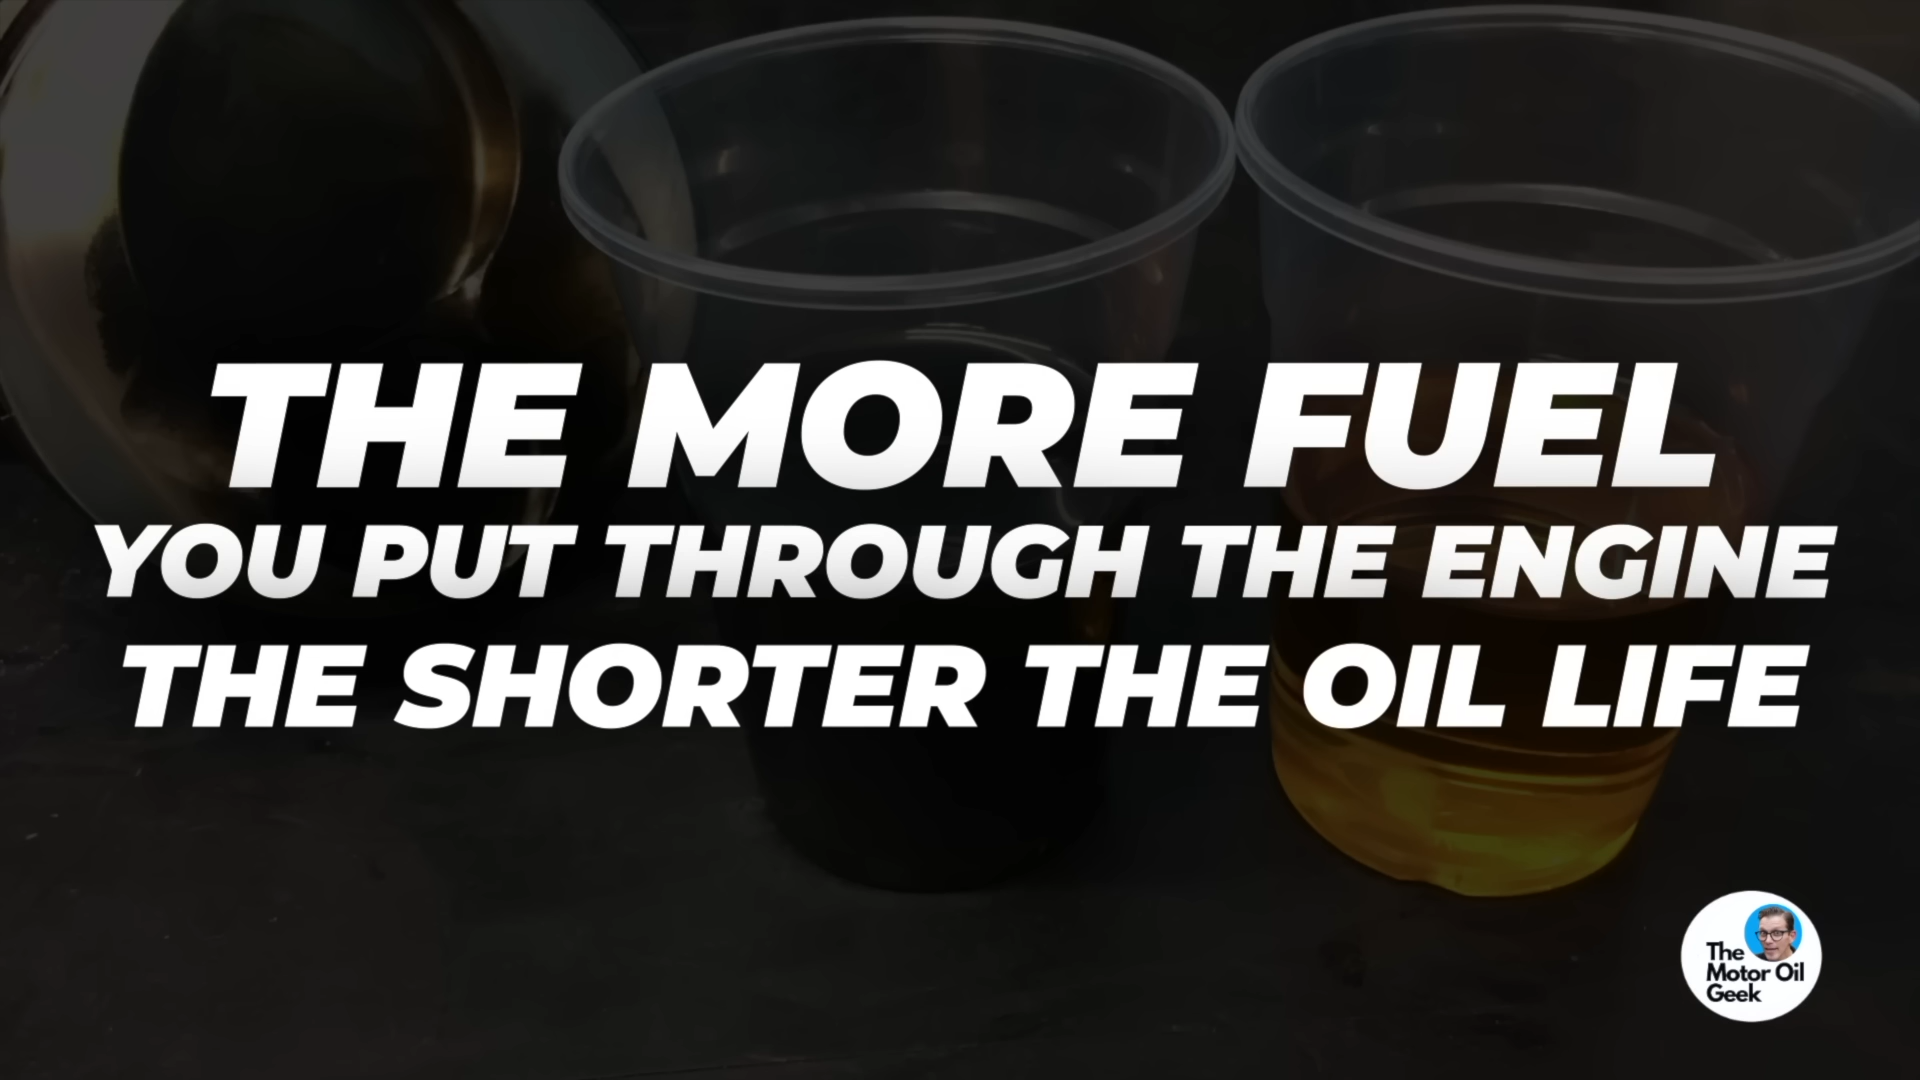 THE MORE FUEL
YOU PUT THROUGH THE ENGINE
THE SHORTER THE OIL LIFE
The
Motor Oil
Geek